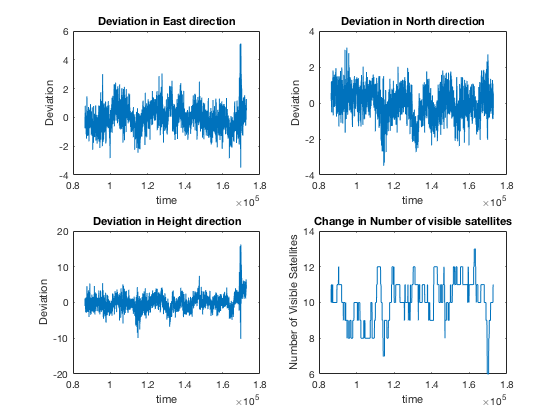 Deviation in East direction
6
4
2
0
-2
-4
Deviation
0.8 1 1.2 1.4 1.6 1.8
time
×10^5
Deviation in North direction
4
2
0
-2
-4
Deviation
0.8 1 1.2 1.4 1.6 1.8
time
×10^5
Deviation in Height direction
20
10
0
-10
-20
Deviation
0.8 1 1.2 1.4 1.6 1.8
time
×10^5
Change in Number of visible satellites
14
12
10
8
6
Number of Visible Satellites
0.8 1 1.2 1.4 1.6 1.8
time
×10^5